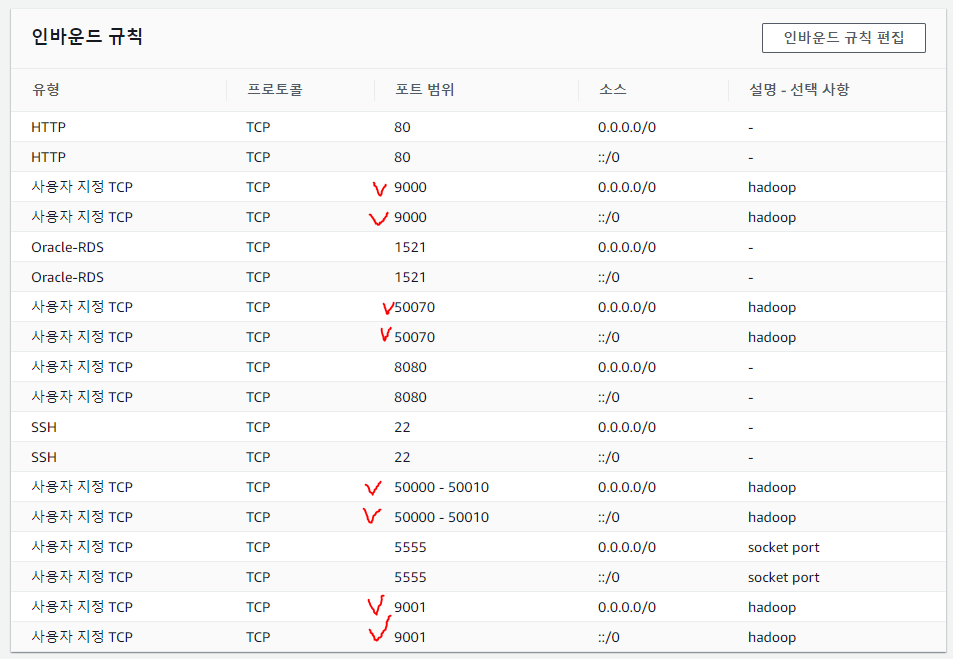 인바운드 규칙
인바운드 규칙 편집
유형 프로토콜 포트 범위 소스 설명 - 선택 사항
HTTP TCP 80 0.0.0.0/0 -
HTTP TCP 80 ::/0 -
사용자 지정 TCP TCP 9000 0.0.0.0/0 hadoop
사용자 지정 TCP TCP 9000 ::/0 hadoop
Oracle-RDS TCP 1521 0.0.0.0/0 -
Oracle-RDS TCP 1521 ::/0 -
사용자 지정 TCP TCP 50070 0.0.0.0/0 hadoop
사용자 지정 TCP TCP 50070 ::/0 hadoop
사용자 지정 TCP TCP 8080 0.0.0.0/0 -
사용자 지정 TCP TCP 8080 ::/0 -
SSH TCP 22 0.0.0.0/0 -
SSH TCP 22 ::/0 -
사용자 지정 TCP TCP 50000 - 50010 0.0.0.0/0 hadoop
사용자 지정 TCP TCP 50000 - 50010 ::/0 hadoop
사용자 지정 TCP TCP 5555 0.0.0.0/0 socket port
사용자 지정 TCP TCP 5555 ::/0 socket port
사용자 지정 TCP TCP 9001 0.0.0.0/0 hadoop
사용자 지정 TCP TCP 9001 ::/0 hadoop